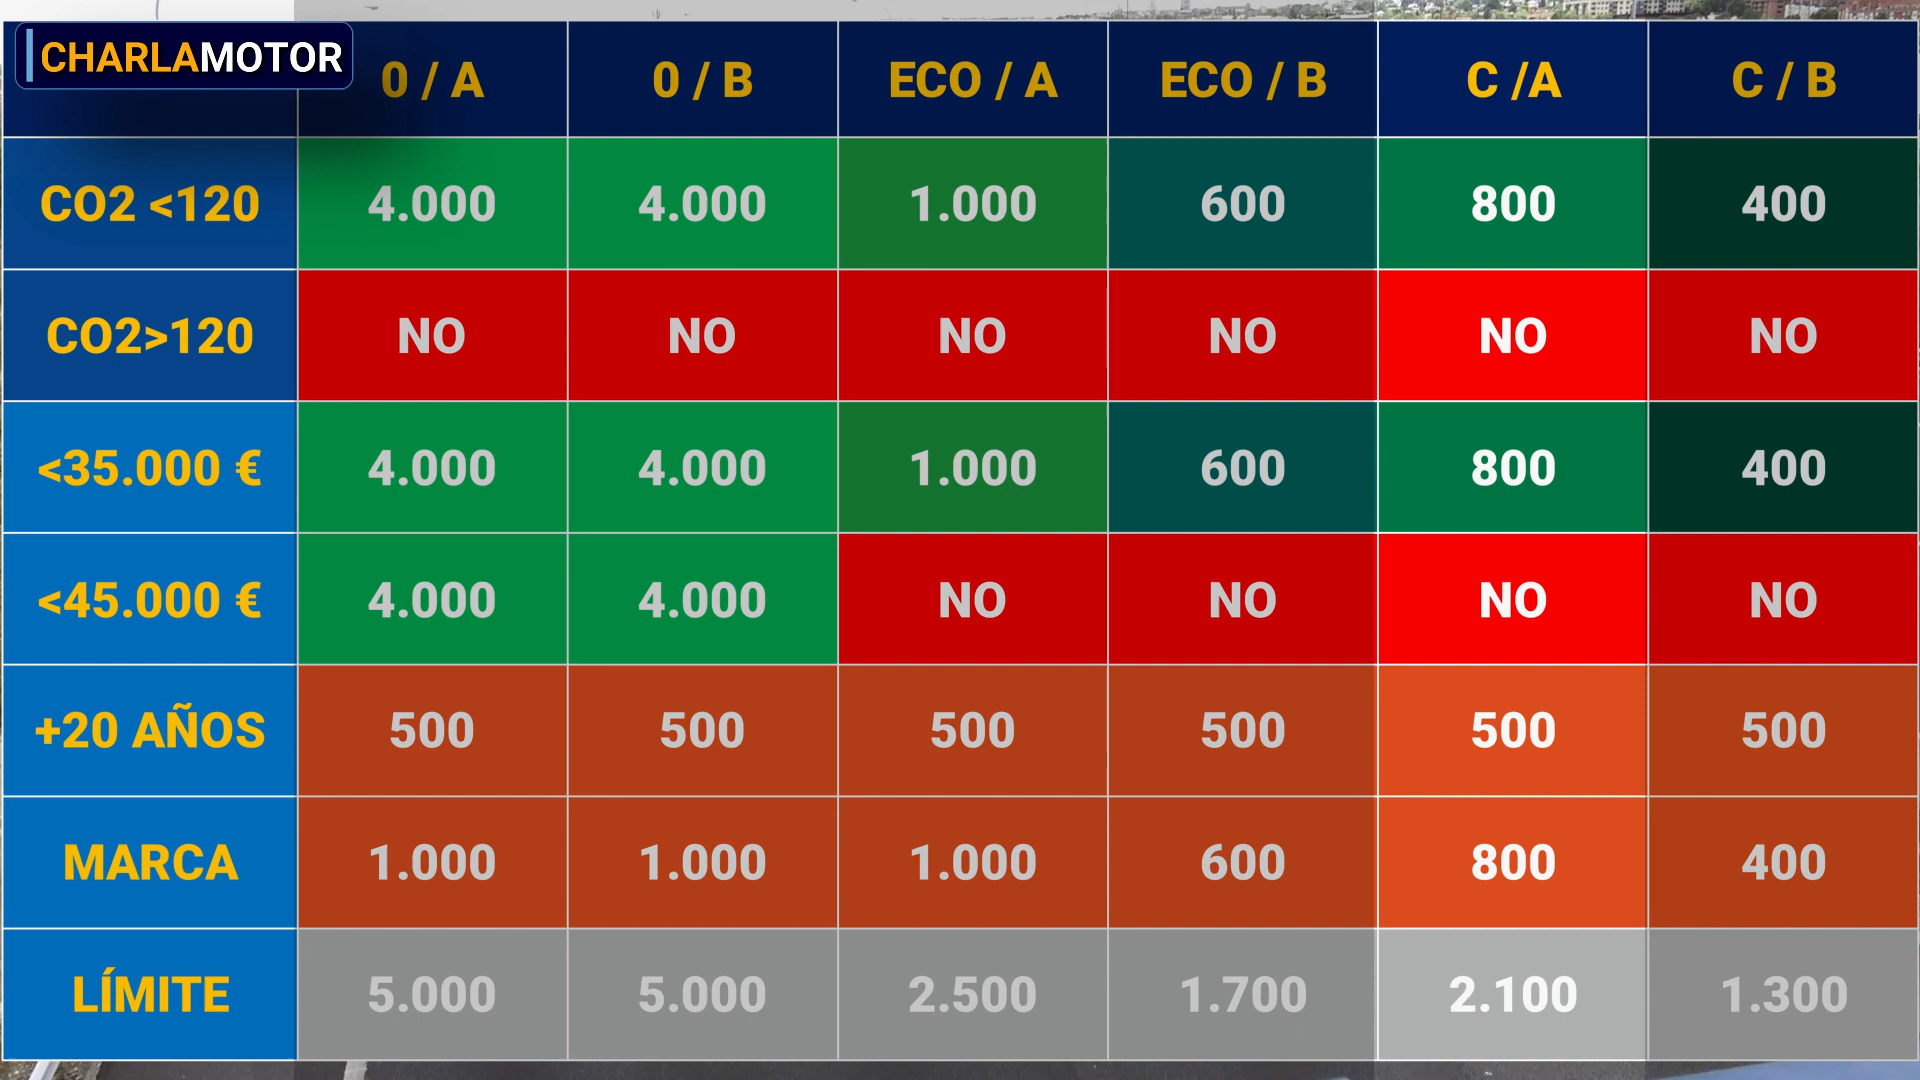 CHARLAMOTOR
0 / A 0 / B ECO / A ECO / B C /A C / B
CO2 <120 4.000 4.000 1.000 600 800 400
CO2>120 NO NO NO NO NO NO
<35.000 € 4.000 4.000 1.000 600 800 400
<45.000 € 4.000 4.000 NO NO NO NO
+20 AÑOS 500 500 500 500 500 500
MARCA 1.000 1.000 1.000 600 800 400
LÍMITE 5.000 5.000 2.500 1.700 2.100 1.300